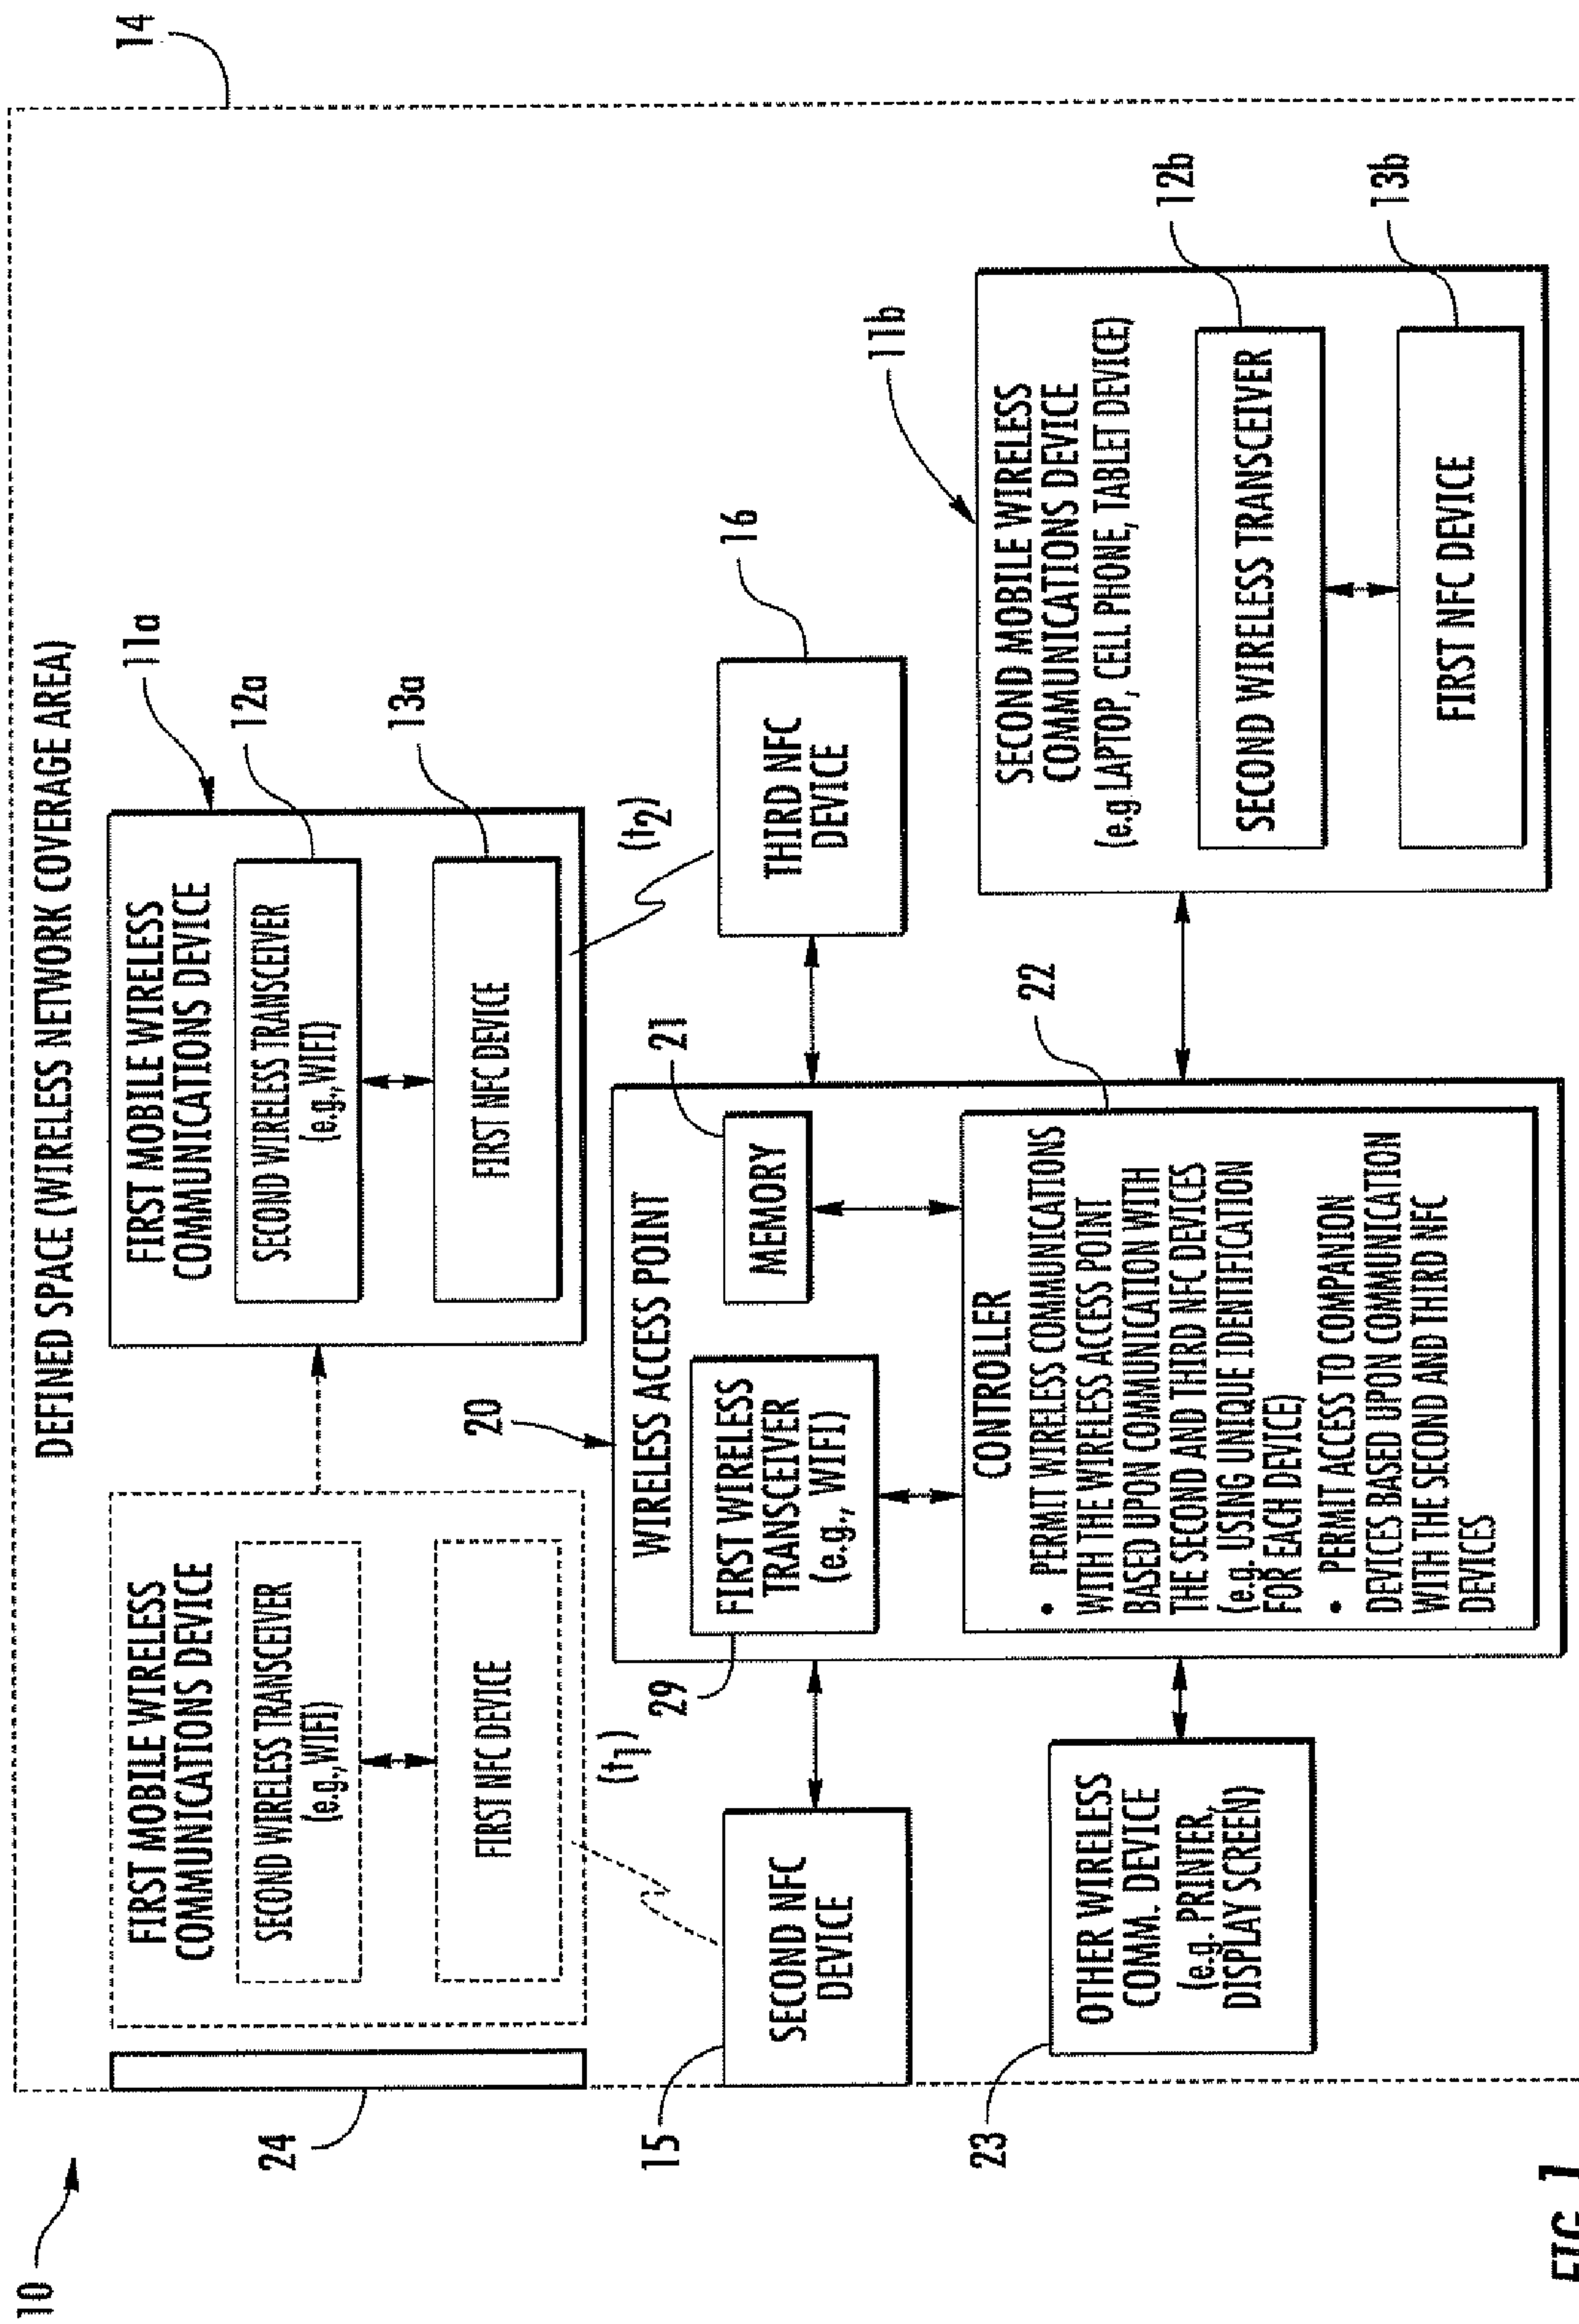 10
14
DEFINED SPACE (WIRELESS NETWORK COVERAGE AREA)
24
FIRST MOBILE WIRELESS
COMMUNICATIONS DEVICE
SECOND WIRELESS TRANSCEIVER
(e.g., WIFI)
FIRST NFC DEVICE
11a
FIRST MOBILE WIRELESS
COMMUNICATIONS DEVICE
12a
SECOND WIRELESS TRANSCEIVER
(e.g., WIFI)
13a
FIRST NFC DEVICE
(t1)
(t2)
15
SECOND NFC
DEVICE
20
WIRELESS ACCESS POINT
29
FIRST WIRELESS
TRANSCEIVER
(e.g., WIFI)
21
MEMORY
16
THIRD NFC
DEVICE
22
CONTROLLER
• PERMIT WIRELESS COMMUNICATIONS
WITH THE WIRELESS ACCESS POINT
BASED UPON COMMUNICATION WITH
THE SECOND AND THIRD NFC DEVICES
(e.g. USING UNIQUE IDENTIFICATION
FOR EACH DEVICE)
• PERMIT ACCESS TO COMPANION
DEVICES BASED UPON COMMUNICATION
WITH THE SECOND AND THIRD NFC
DEVICES
23
OTHER WIRELESS
COMM. DEVICE
(e.g. PRINTER,
DISPLAY SCREEN)
11b
SECOND MOBILE WIRELESS
COMMUNICATIONS DEVICE
(e.g LAPTOP, CELL PHONE, TABLET DEVICE)
12b
SECOND WIRELESS TRANSCEIVER
13b
FIRST NFC DEVICE
FIG. 1